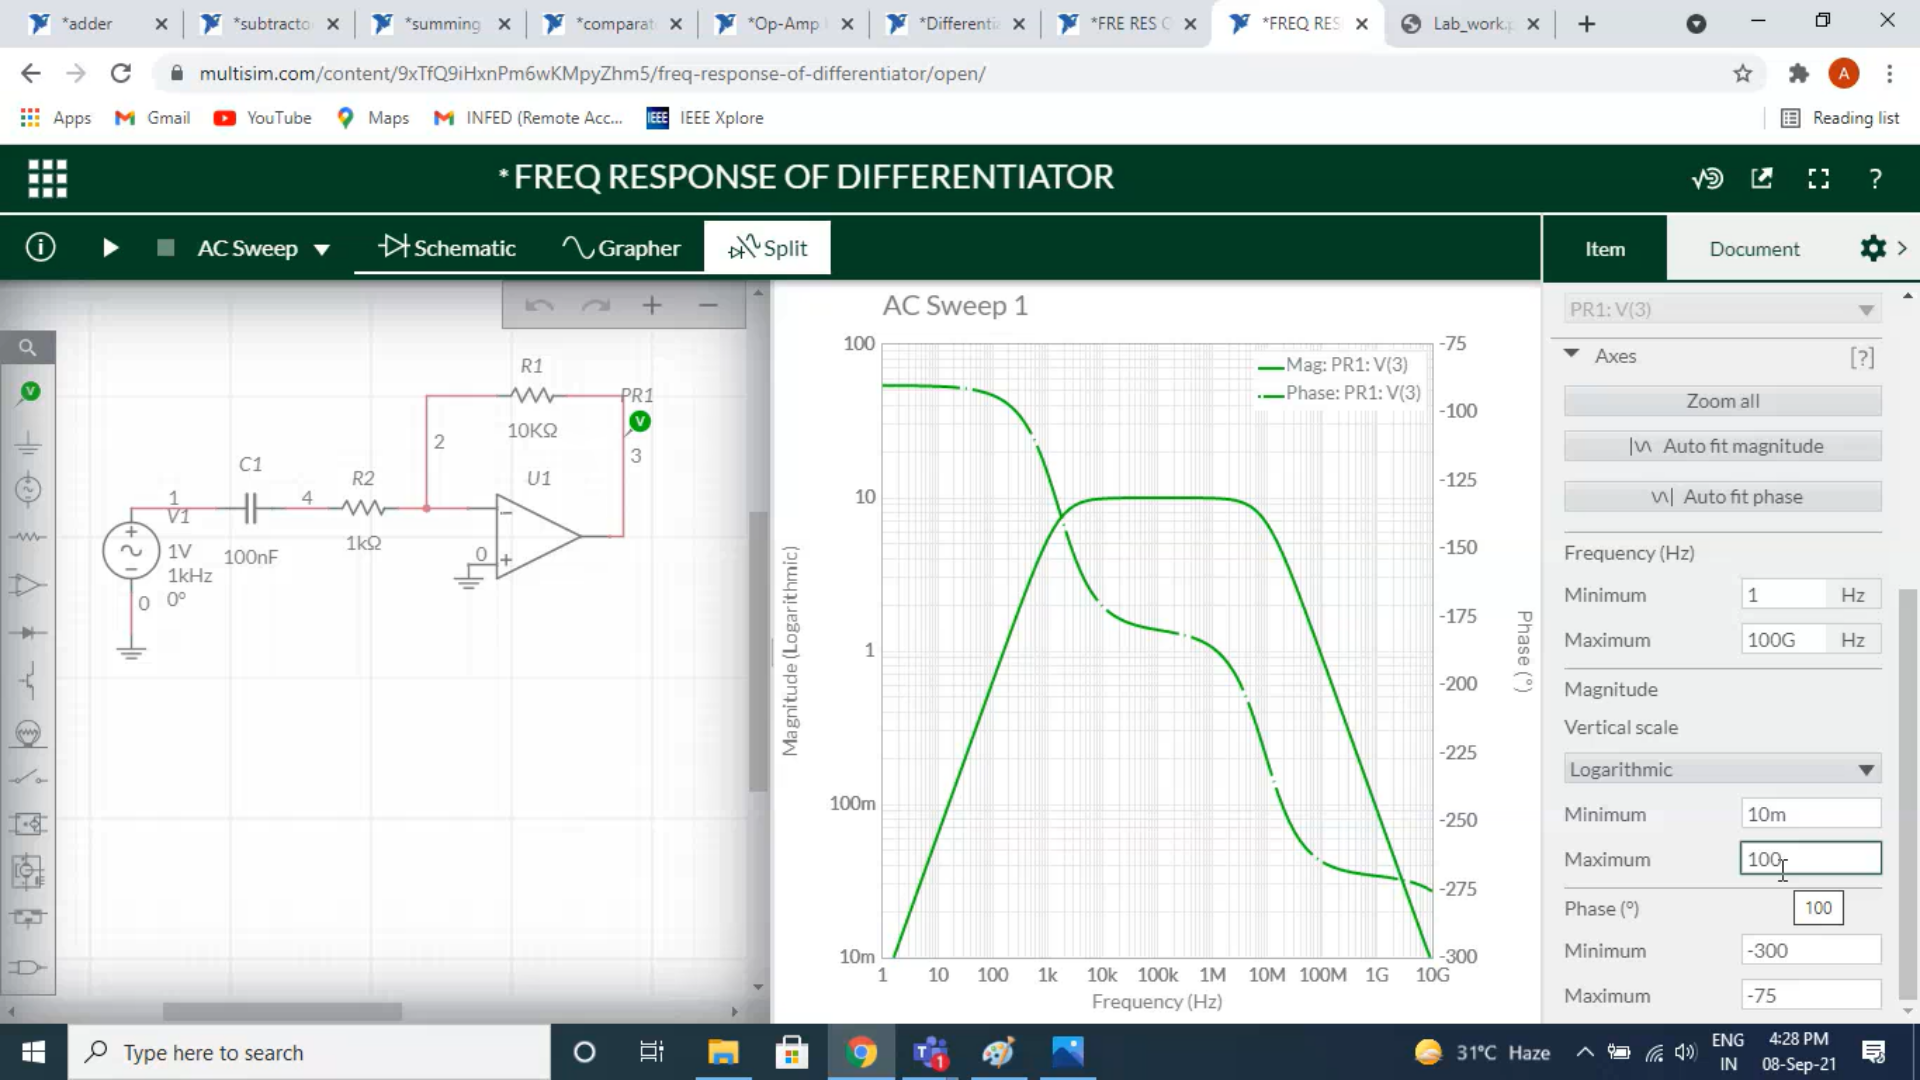 *adder
*subtracto
*summing
*comparat
*Op-Amp
*Differenti
*FRE RES C
*FREQ RES
Lab_work.p
multisim.com/content/9xTfQ9iHxnPm6wKMpyZhm5/freq-response-of-differentiator/open/
A
Apps
Gmail
YouTube
Maps
INFED (Remote Acc...
IEEE
IEEE Xplore
Reading list
* FREQ RESPONSE OF DIFFERENTIATOR
?
AC Sweep
Schematic
Grapher
Split
Item
Document
R1
PR1
V
10KΩ
2
3
C1
R2
U1
1
V1
4
1V
1kHz
0°
100nF
1kΩ
0
0
V
AC Sweep 1
Mag: PR1: V(3)
Phase: PR1: V(3)
100
10
1
100m
10m
Magnitude (Logarithmic)
-75
-100
-125
-150
-175
-200
-225
-250
-275
-300
Phase (°)
1 10 100 1k 10k 100k 1M 10M 100M 1G 10G
Frequency (Hz)
PR1: V(3)
Axes
[?]
Zoom all
Auto fit magnitude
Auto fit phase
Frequency (Hz)
Minimum 1 Hz
Maximum 100G Hz
Magnitude
Vertical scale
Logarithmic
Minimum 10m
Maximum 100
Phase (°)
100
Minimum -300
Maximum -75
Type here to search
1
31°C Haze
ENG
IN
4:28 PM
08-Sep-21